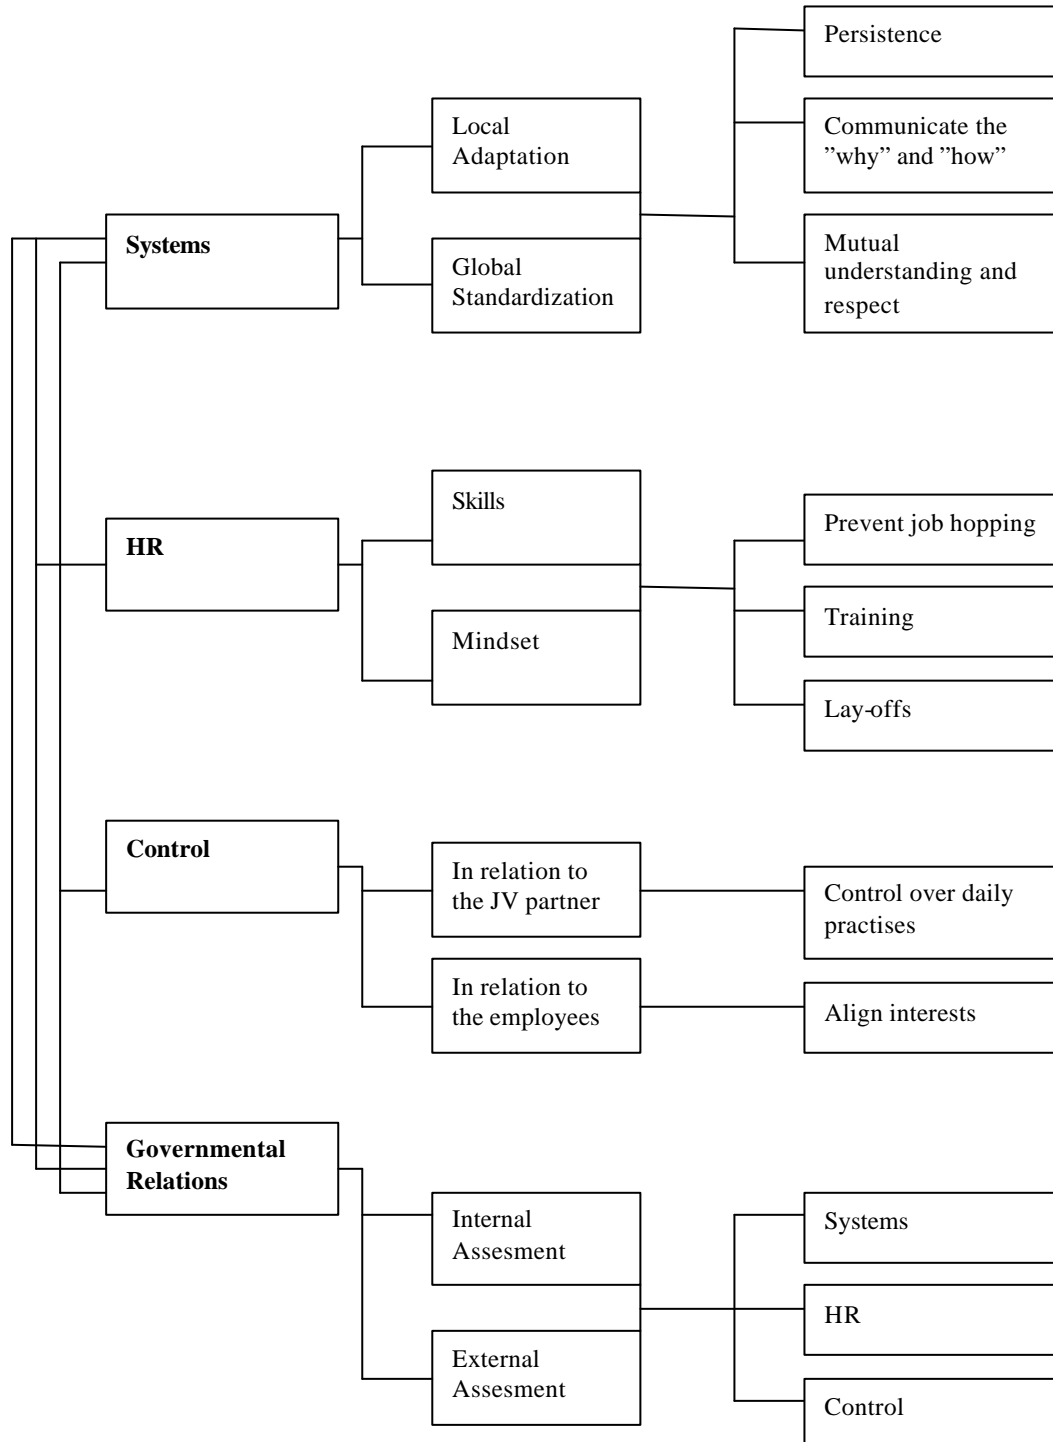 Persistence
Local
Adaptation
Communicate the
”why” and ”how”
Systems
Global
Standardization
Mutual
understanding and
respect
HR
Skills
Mindset
Prevent job hopping
Training
Lay-offs
Control
In relation to
the JV partner
Control over daily
practises
In relation to
the employees
Align interests
Governmental
Relations
Internal
Assesment
External
Assesment
Systems
HR
Control